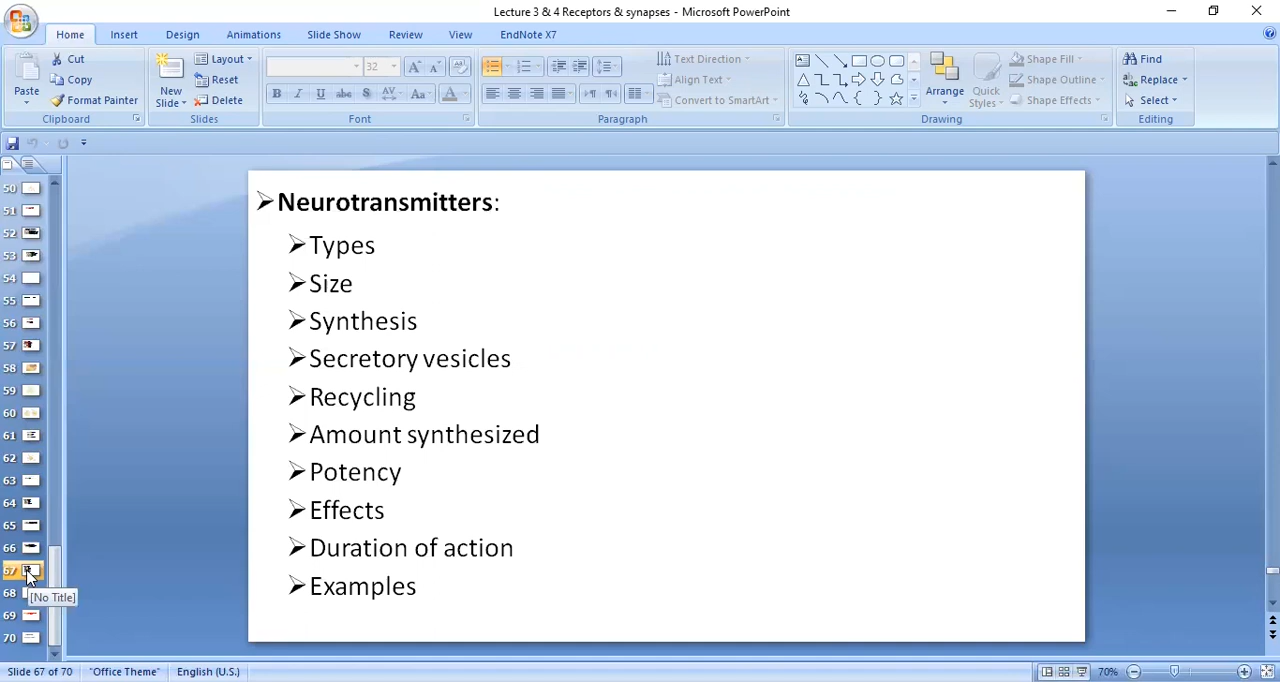 Lecture 3 & 4 Receptors & synapses - Microsoft PowerPoint
Home Insert Design Animations Slide Show Review View EndNote X7
Paste
Cut
Copy
Format Painter
Clipboard
New Slide
Layout
Reset
Delete
Slides
32
B I U abc S AV Aa A
Font
Text Direction
Align Text
Convert to SmartArt
Paragraph
Arrange
Quick Styles
Shape Fill
Shape Outline
Shape Effects
Drawing
Find
Replace
Select
Editing
50
51
52
53
54
55
56
57
58
59
60
61
62
63
64
65
66
67
[No Title]
68
69
70
Neurotransmitters:
Types
Size
Synthesis
Secretory vesicles
Recycling
Amount synthesized
Potency
Effects
Duration of action
Examples
Slide 67 of 70 "Office Theme" English (U.S.) 70%